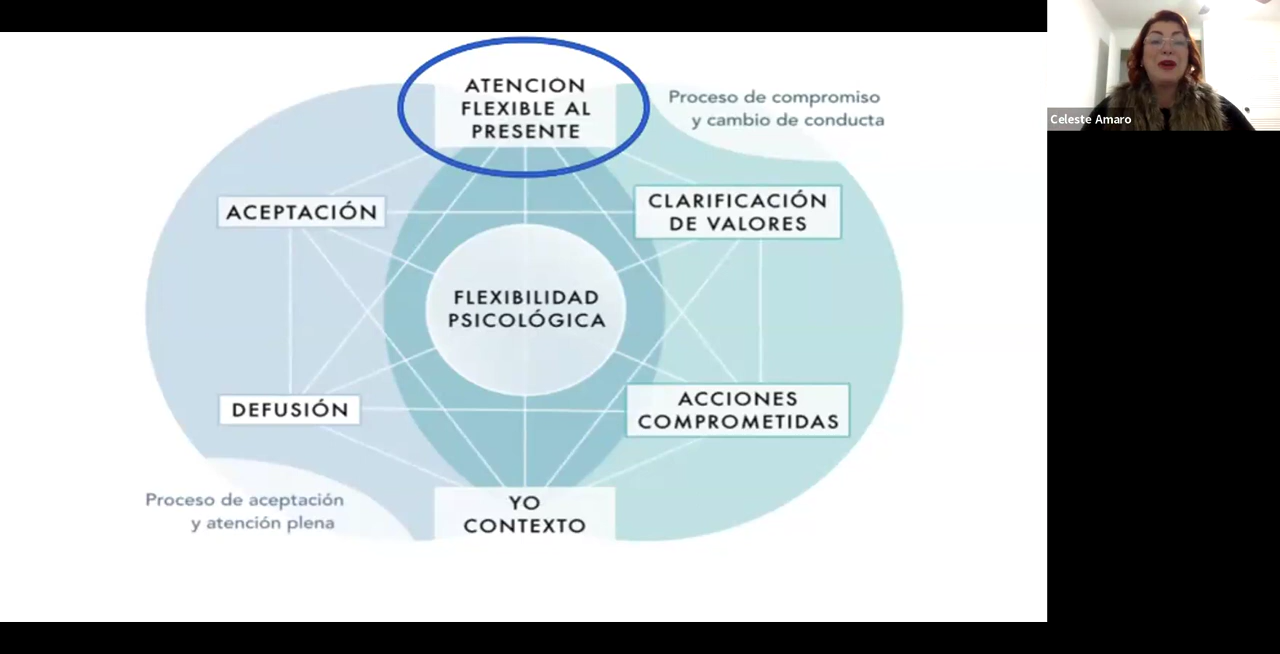 ATENCION
FLEXIBLE AL
PRESENTE
Proceso de compromiso
y cambio de conducta
ACEPTACIÓN
CLARIFICACIÓN
DE VALORES
FLEXIBILIDAD
PSICOLÓGICA
DEFUSIÓN
ACCIONES
COMPROMETIDAS
Proceso de aceptación
y atención plena
YO
CONTEXTO
Celeste Amaro